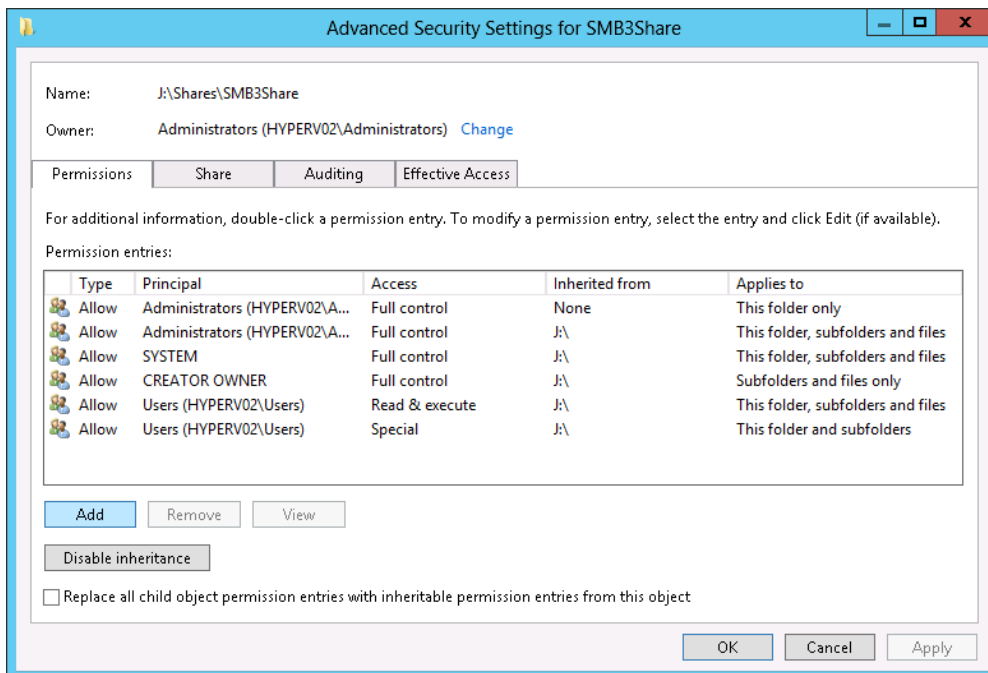 Advanced Security Settings for SMB3Share
Name: J:\Shares\SMB3Share
Owner: Administrators (HYPERV02\Administrators) Change
Permissions Share Auditing Effective Access
For additional information, double-click a permission entry. To modify a permission entry, select the entry and click Edit (if available).
Permission entries:
Type Principal Access Inherited from Applies to
Allow Administrators (HYPERV02\A... Full control None This folder only
Allow Administrators (HYPERV02\A... Full control J:\ This folder, subfolders and files
Allow SYSTEM Full control J:\ This folder, subfolders and files
Allow CREATOR OWNER Full control J:\ Subfolders and files only
Allow Users (HYPERV02\Users) Read & execute J:\ This folder, subfolders and files
Allow Users (HYPERV02\Users) Special J:\ This folder and subfolders
Add Remove View
Disable inheritance
Replace all child object permission entries with inheritable permission entries from this object
OK Cancel Apply